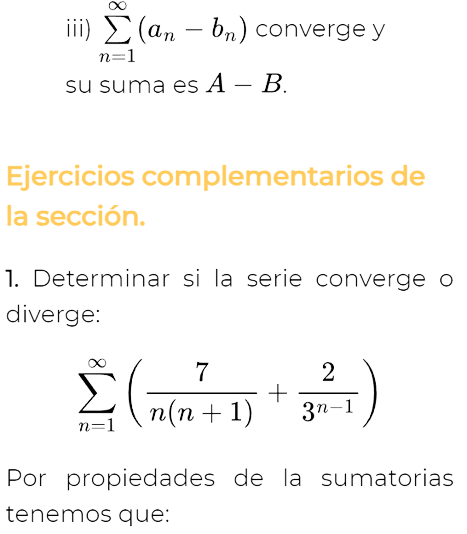 iii) $\sum_{n=1}^{\infty} (a_n - b_n)$ converge y
su suma es $A - B$.
Ejercicios complementarios de
la sección.
1. Determinar si la serie converge o
diverge:
$\sum_{n=1}^{\infty} \left( \frac{7}{n(n+1)} + \frac{2}{3^{n-1}} \right)$
Por propiedades de la sumatorias
tenemos que: